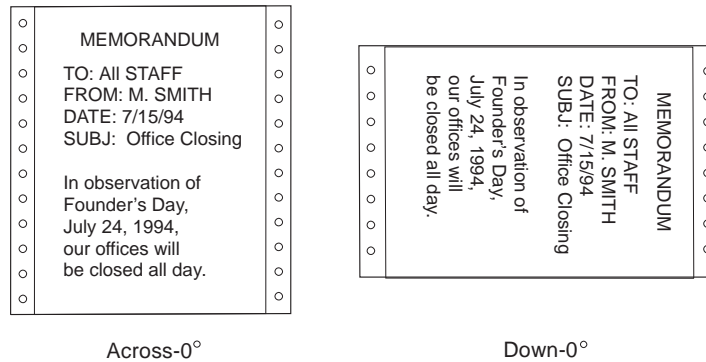 MEMORANDUM
TO: All STAFF
FROM: M. SMITH
DATE: 7/15/94
SUBJ: Office Closing
In observation of
Founder's Day,
July 24, 1994,
our offices will
be closed all day.
Across-0°
MEMORANDUM
TO: All STAFF
FROM: M. SMITH
DATE: 7/15/94
SUBJ: Office Closing
In observation of
Founder's Day,
July 24, 1994,
our offices will
be closed all day.
Down-0°